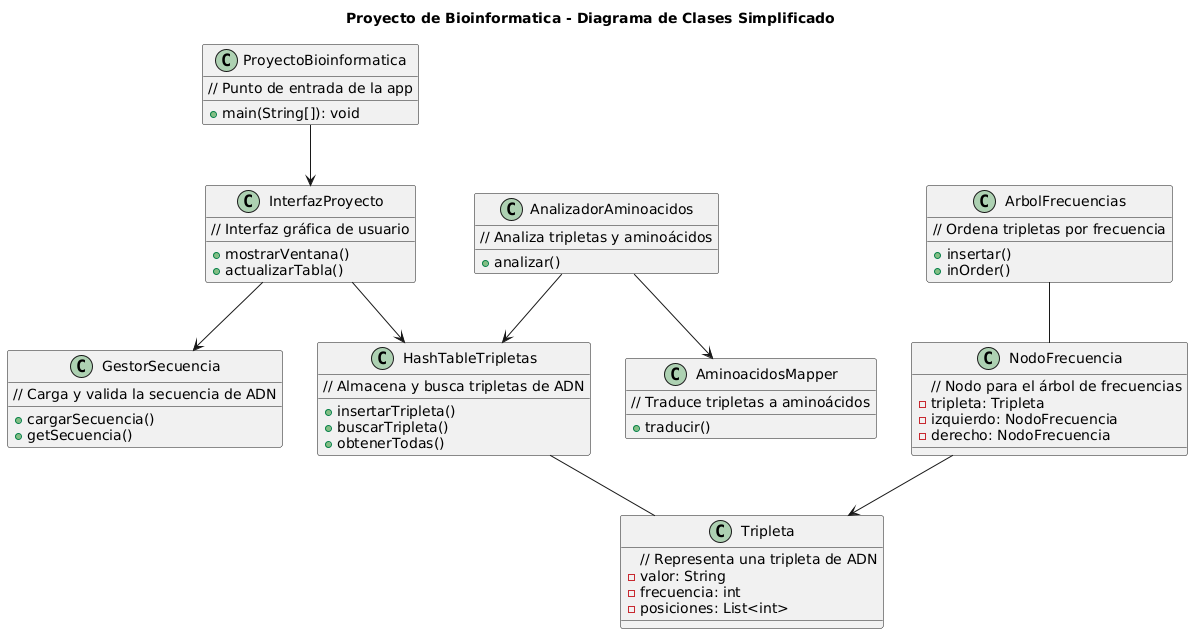 Proyecto de Bioinformatica - Diagrama de Clases Simplificado
C ProyectoBioinformatica
// Punto de entrada de la app
main(String[]): void
C InterfazProyecto
// Interfaz gráfica de usuario
mostrarVentana()
actualizarTabla()
C AnalizadorAminoacidos
// Analiza tripletas y aminoácidos
analizar()
C ArbolFrecuencias
// Ordena tripletas por frecuencia
insertar()
inOrder()
C GestorSecuencia
// Carga y valida la secuencia de ADN
cargarSecuencia()
getSecuencia()
C HashTableTripletas
// Almacena y busca tripletas de ADN
insertarTripleta()
buscarTripleta()
obtenerTodas()
C AminoacidosMapper
// Traduce tripletas a aminoácidos
traducir()
C NodoFrecuencia
// Nodo para el árbol de frecuencias
tripleta: Tripleta
izquierdo: NodoFrecuencia
derecho: NodoFrecuencia
C Tripleta
// Representa una tripleta de ADN
valor: String
frecuencia: int
posiciones: List<int>